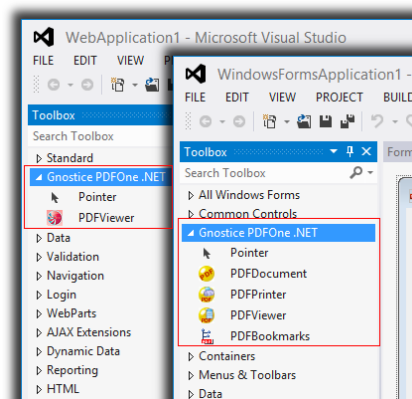 WebApplication1 - Microsoft Visual Studio
FILE EDIT VIEW
Toolbox
Search Toolbox
Standard
Gnostice PDFOne .NET
Pointer
PDFViewer
Data
Validation
Navigation
Login
WebParts
AJAX Extensions
Dynamic Data
Reporting
HTML
WindowsFormsApplication1 -
FILE EDIT VIEW PROJECT BUILD
Toolbox
Search Toolbox
All Windows Forms
Common Controls
Gnostice PDFOne .NET
Pointer
PDFDocument
PDFPrinter
PDFViewer
PDFBookmarks
Containers
Menus & Toolbars
Data